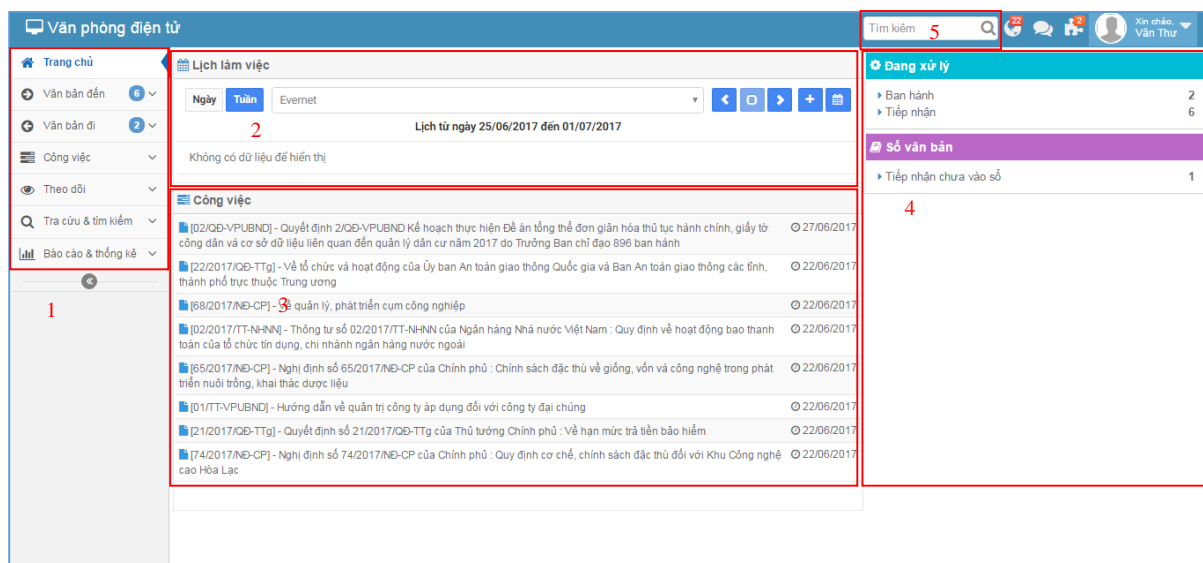 Văn phòng điện tử
Tìm kiếm
5
22
2
Xin chào,
Văn Thư
Trang chủ
Văn bản đến 6
Văn bản đi 2
Công việc
Theo dõi
Tra cứu & tìm kiếm
Báo cáo & thống kê
1
Lịch làm việc
Ngày Tuần Evernet
2
Lịch từ ngày 25/06/2017 đến 01/07/2017
Không có dữ liệu để hiển thị
Công việc
[02/QĐ-VPUBND] - Quyết định 2/QĐ-VPUBND Kế hoạch thực hiện Đề án tổng thể đơn giản hóa thủ tục hành chính, giấy tờ 27/06/2017
công dân và cơ sở dữ liệu liên quan đến quản lý dân cư năm 2017 do Trưởng Ban chỉ đạo 896 ban hành
[22/2017/QĐ-TTg] - Về tổ chức và hoạt động của Ủy ban An toàn giao thông Quốc gia và Ban An toàn giao thông các tỉnh, 22/06/2017
thành phố trực thuộc Trung ương
[68/2017/NĐ-CP] - Về quản lý, phát triển cụm công nghiệp 22/06/2017
3
[02/2017/TT-NHNN] - Thông tư số 02/2017/TT-NHNN của Ngân hàng Nhà nước Việt Nam : Quy định về hoạt động bao thanh 22/06/2017
toán của tổ chức tín dụng, chi nhánh ngân hàng nước ngoài
[65/2017/NĐ-CP] - Nghị định số 65/2017/NĐ-CP của Chính phủ : Chính sách đặc thù về giống, vốn và công nghệ trong phát 22/06/2017
triển nuôi trồng, khai thác dược liệu
[01/TT-VPUBND] - Hướng dẫn về quản trị công ty áp dụng đối với công ty đại chúng 22/06/2017
[21/2017/QĐ-TTg] - Quyết định số 21/2017/QĐ-TTg của Thủ tướng Chính phủ : Về hạn mức trả tiền bảo hiểm 22/06/2017
[74/2017/NĐ-CP] - Nghị định số 74/2017/NĐ-CP của Chính phủ : Quy định cơ chế, chính sách đặc thù đối với Khu Công nghệ 22/06/2017
cao Hòa Lạc
Đang xử lý
Ban hành 2
Tiếp nhận 6
Sổ văn bản
Tiếp nhận chưa vào sổ 1
4